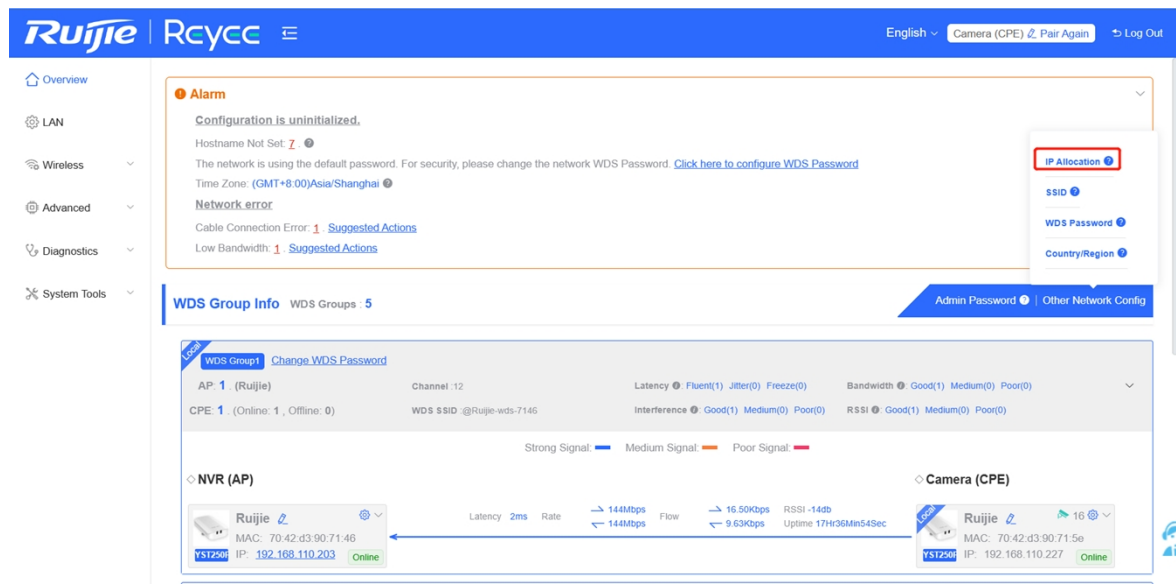 Ruijie | Reyee English Camera (CPE) Pair Again Log Out
Overview
LAN
Wireless
Advanced
Diagnostics
System Tools
Alarm
Configuration is uninitialized.
Hostname Not Set: 7 .
The network is using the default password. For security, please change the network WDS Password. Click here to configure WDS Password
Time Zone: (GMT+8:00)Asia/Shanghai
Network error
Cable Connection Error: 1 . Suggested Actions
Low Bandwidth: 1 . Suggested Actions
IP Allocation
SSID
WDS Password
Country/Region
WDS Group Info WDS Groups : 5 Admin Password | Other Network Config
Local WDS Group1 Change WDS Password
AP: 1 . (Ruijie) Channel :12 Latency : Fluent(1) Jitter(0) Freeze(0) Bandwidth : Good(1) Medium(0) Poor(0)
CPE: 1 . (Online: 1 , Offline: 0) WDS SSID :@Ruijie-wds-7146 Interference : Good(1) Medium(0) Poor(0) RSSI : Good(1) Medium(0) Poor(0)
Strong Signal: Medium Signal: Poor Signal:
NVR (AP) Camera (CPE)
Ruijie
MAC: 70:42:d3:90:71:46
YST250F IP: 192.168.110.203 Online
Latency 2ms Rate 144Mbps Flow 16.50Kbps RSSI -14db
144Mbps 9.63Kbps Uptime 17Hr36Min54Sec
Local Ruijie 16
MAC: 70:42:d3:90:71:5e
YST250F IP: 192.168.110.227 Online